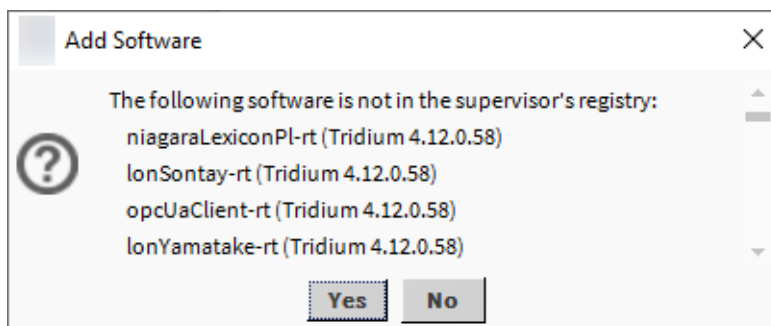 Add Software
The following software is not in the supervisor's registry:
niagaraLexiconPl-rt (Tridium 4.12.0.58)
lonSontay-rt (Tridium 4.12.0.58)
opcUaClient-rt (Tridium 4.12.0.58)
lonYamatake-rt (Tridium 4.12.0.58)
Yes No